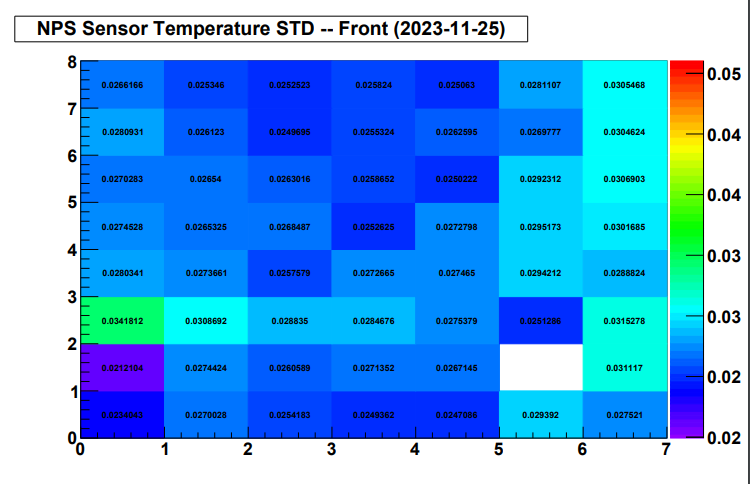 NPS Sensor Temperature STD -- Front (2023-11-25)
8
0.0266166 0.025346 0.0252523 0.025824 0.025063 0.0281107 0.0305468
0.05
7
0.0280931 0.026123 0.0249695 0.0255324 0.0262595 0.0269777 0.0304624
0.04
6
0.0270283 0.02654 0.0263016 0.0258652 0.0250222 0.0292312 0.0306903
0.04
5
0.0274528 0.0265325 0.0268487 0.0252625 0.0272798 0.0295173 0.0301685
4
0.03
0.0280341 0.0273661 0.0257579 0.0272665 0.027465 0.0294212 0.0288824
3
0.03
0.0341812 0.0308692 0.028835 0.0284676 0.0275379 0.0251286 0.0315278
2
0.0212104 0.0274424 0.0260589 0.0271352 0.0267145 0.031117
0.02
1
0.0270028 0.0254183 0.0249362 0.0247086 0.029392 0.027521
0
0.02
0 1 2 3 4 5 6 7